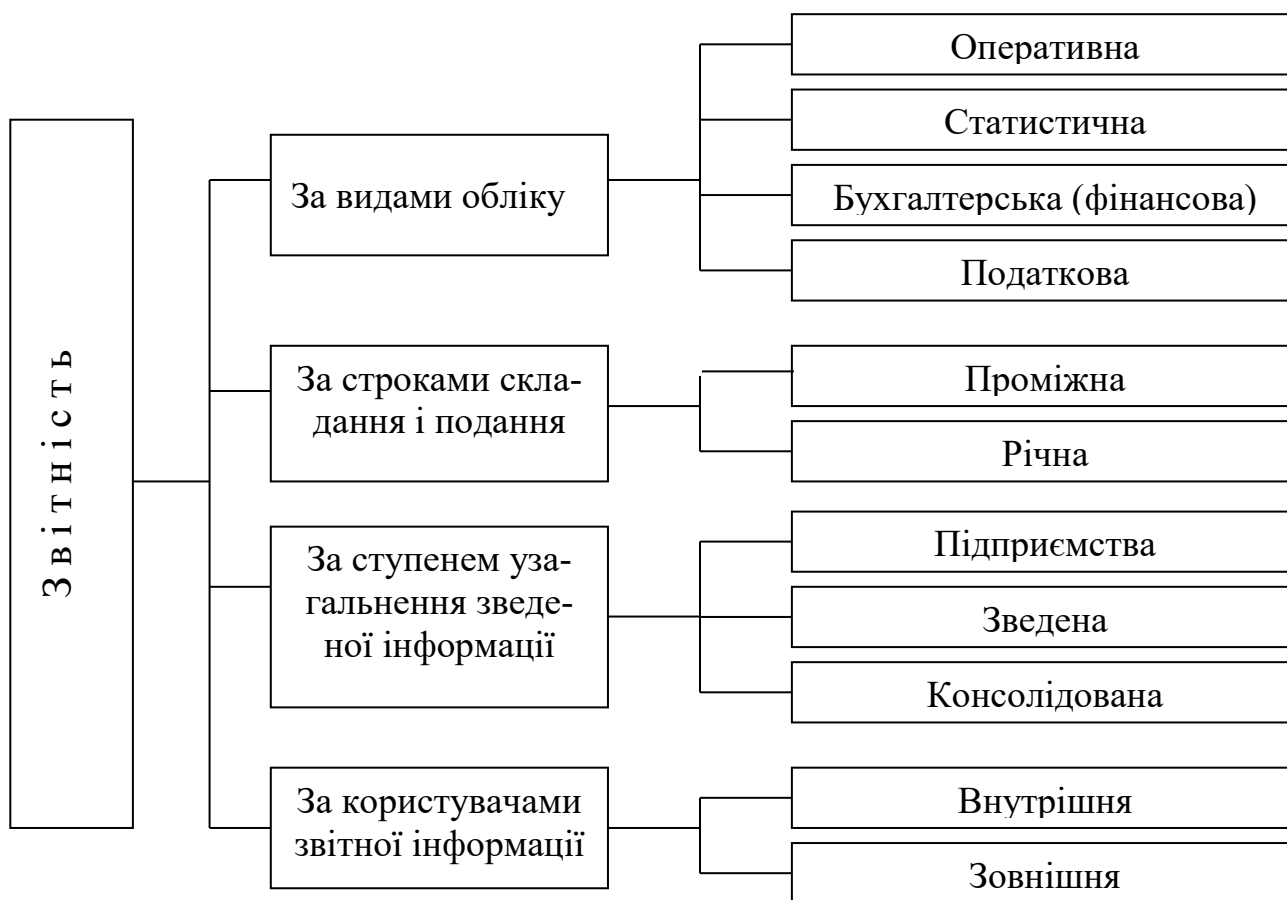 З в і т н і с т ь
За видами обліку
Оперативна
Статистична
Бухгалтерська (фінансова)
Податкова
За строками скла-
дання і подання
Проміжна
Річна
За ступенем уза-
гальнення зведе-
ної інформації
Підприємства
Зведена
Консолідована
За користувачами
звітної інформації
Внутрішня
Зовнішня